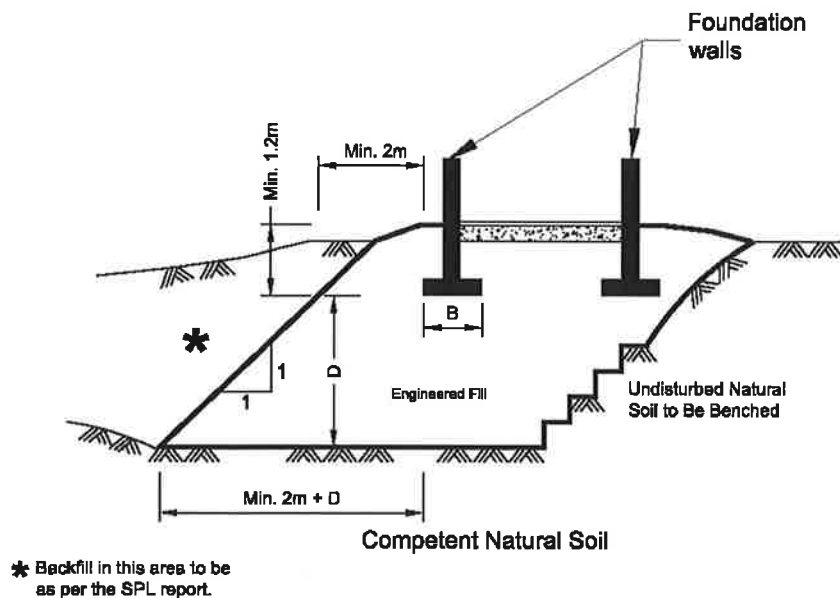 Foundation
walls
Min. 2m
Min. 1.2m
B
1
1
D
Engineered Fill
Undisturbed Natural
Soil to Be Benched
Min. 2m + D
Competent Natural Soil
* Backfill in this area to be
as per the SPL report.
*